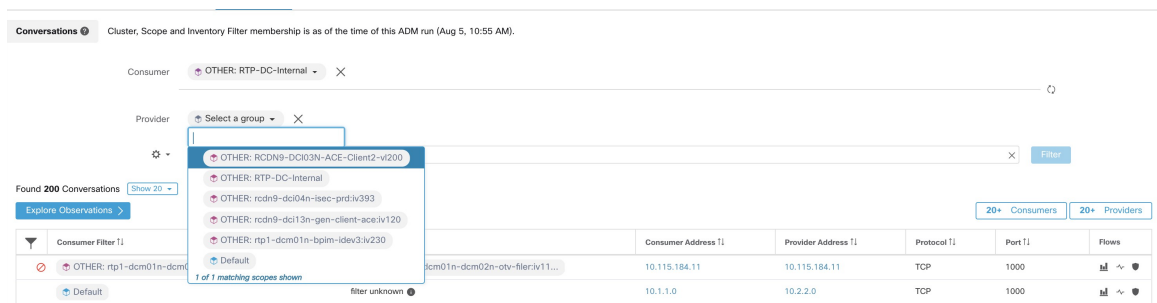 Conversations Cluster, Scope and Inventory Filter membership is as of the time of this ADM run (Aug 5, 10:55 AM).
Consumer OTHER: RTP-DC-Internal
Provider Select a group
OTHER: RCDN9-DCI03N-ACE-Client2-vl200
Filter
OTHER: RTP-DC-Internal
Found 200 Conversations Show 20
OTHER: rcdn9-dci04n-isec-prd:iv393
Explore Observations
OTHER: rcdn9-dci13n-gen-client-ace:iv120
20+ Consumers 20+ Providers
OTHER: rtp1-dcm01n-bpim-idev3:iv230
Default
1 of 1 matching scopes shown
Consumer Filter Consumer Address Provider Address Protocol Port Flows
OTHER: rtp1-dcm01n-dcm0 dcm01n-dcm02n-otv-filer:iv11... 10.115.184.11 10.115.184.11 TCP 1000
Default filter unknown 10.1.1.0 10.2.2.0 TCP 1000